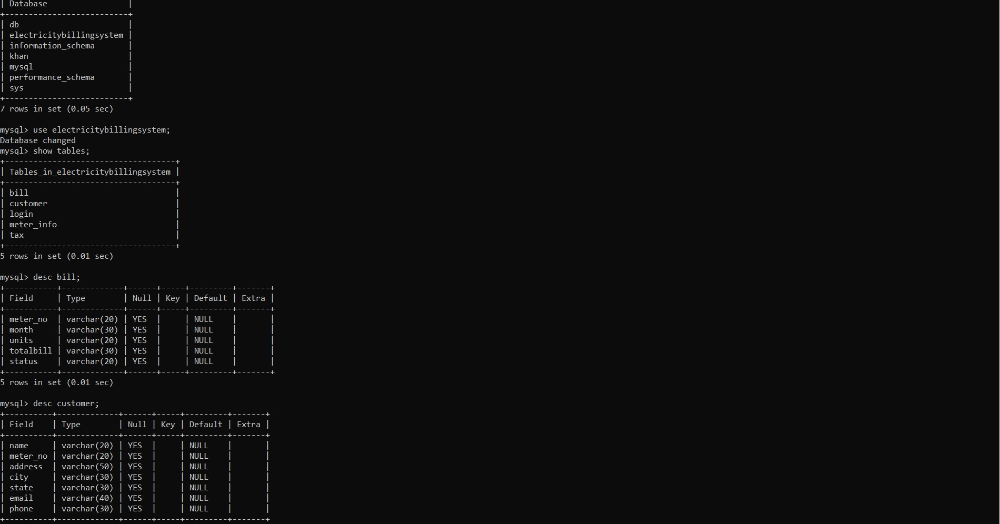 | Database                 |
+--------------------------+
| db                       |
| electricitybillingsystem |
| information_schema       |
| khan                     |
| mysql                    |
| performance_schema       |
| sys                      |
+--------------------------+
7 rows in set (0.05 sec)

mysql> use electricitybillingsystem;
Database changed
mysql> show tables;
+------------------------------------+
| Tables_in_electricitybillingsystem |
+------------------------------------+
| bill                               |
| customer                           |
| login                              |
| meter_info                         |
| tax                                |
+------------------------------------+
5 rows in set (0.01 sec)

mysql> desc bill;
+-----------+-------------+------+-----+---------+-------+
| Field     | Type        | Null | Key | Default | Extra |
+-----------+-------------+------+-----+---------+-------+
| meter_no  | varchar(20) | YES  |     | NULL    |       |
| month     | varchar(30) | YES  |     | NULL    |       |
| units     | varchar(20) | YES  |     | NULL    |       |
| totalbill | varchar(30) | YES  |     | NULL    |       |
| status    | varchar(20) | YES  |     | NULL    |       |
+-----------+-------------+------+-----+---------+-------+
5 rows in set (0.01 sec)

mysql> desc customer;
+----------+-------------+------+-----+---------+-------+
| Field    | Type        | Null | Key | Default | Extra |
+----------+-------------+------+-----+---------+-------+
| name     | varchar(20) | YES  |     | NULL    |       |
| meter_no | varchar(20) | YES  |     | NULL    |       |
| address  | varchar(50) | YES  |     | NULL    |       |
| city     | varchar(30) | YES  |     | NULL    |       |
| state    | varchar(30) | YES  |     | NULL    |       |
| email    | varchar(40) | YES  |     | NULL    |       |
| phone    | varchar(30) | YES  |     | NULL    |       |
+----------+-------------+------+-----+---------+-------+